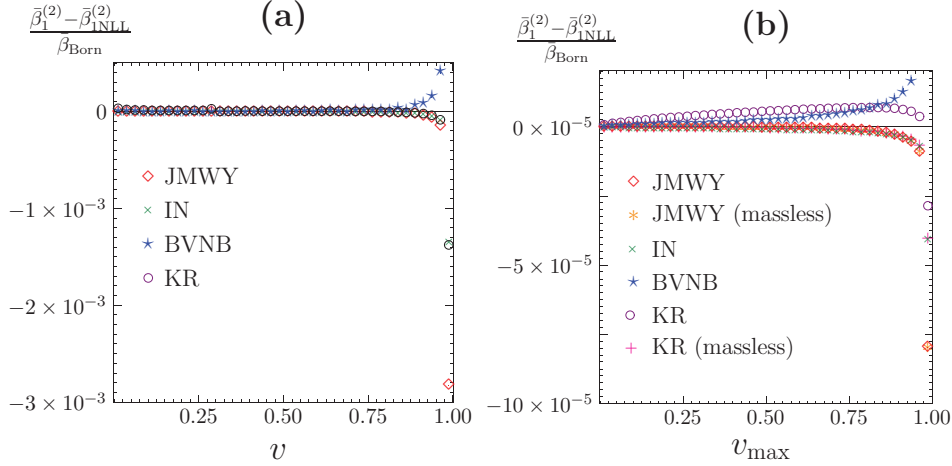 (a)
β̄₁⁽²⁾−β̄₁NLL⁽²⁾
β̄Born
0
−1 × 10⁻³
−2 × 10⁻³
−3 × 10⁻³
JMWY
IN
BVNB
KR
0.25 0.50 0.75 1.00
v
(b)
β̄₁⁽²⁾−β̄₁NLL⁽²⁾
β̄Born
0 × 10⁻⁵
−5 × 10⁻⁵
−10 × 10⁻⁵
JMWY
JMWY (massless)
IN
BVNB
KR
KR (massless)
0.25 0.50 0.75 1.00
vmax